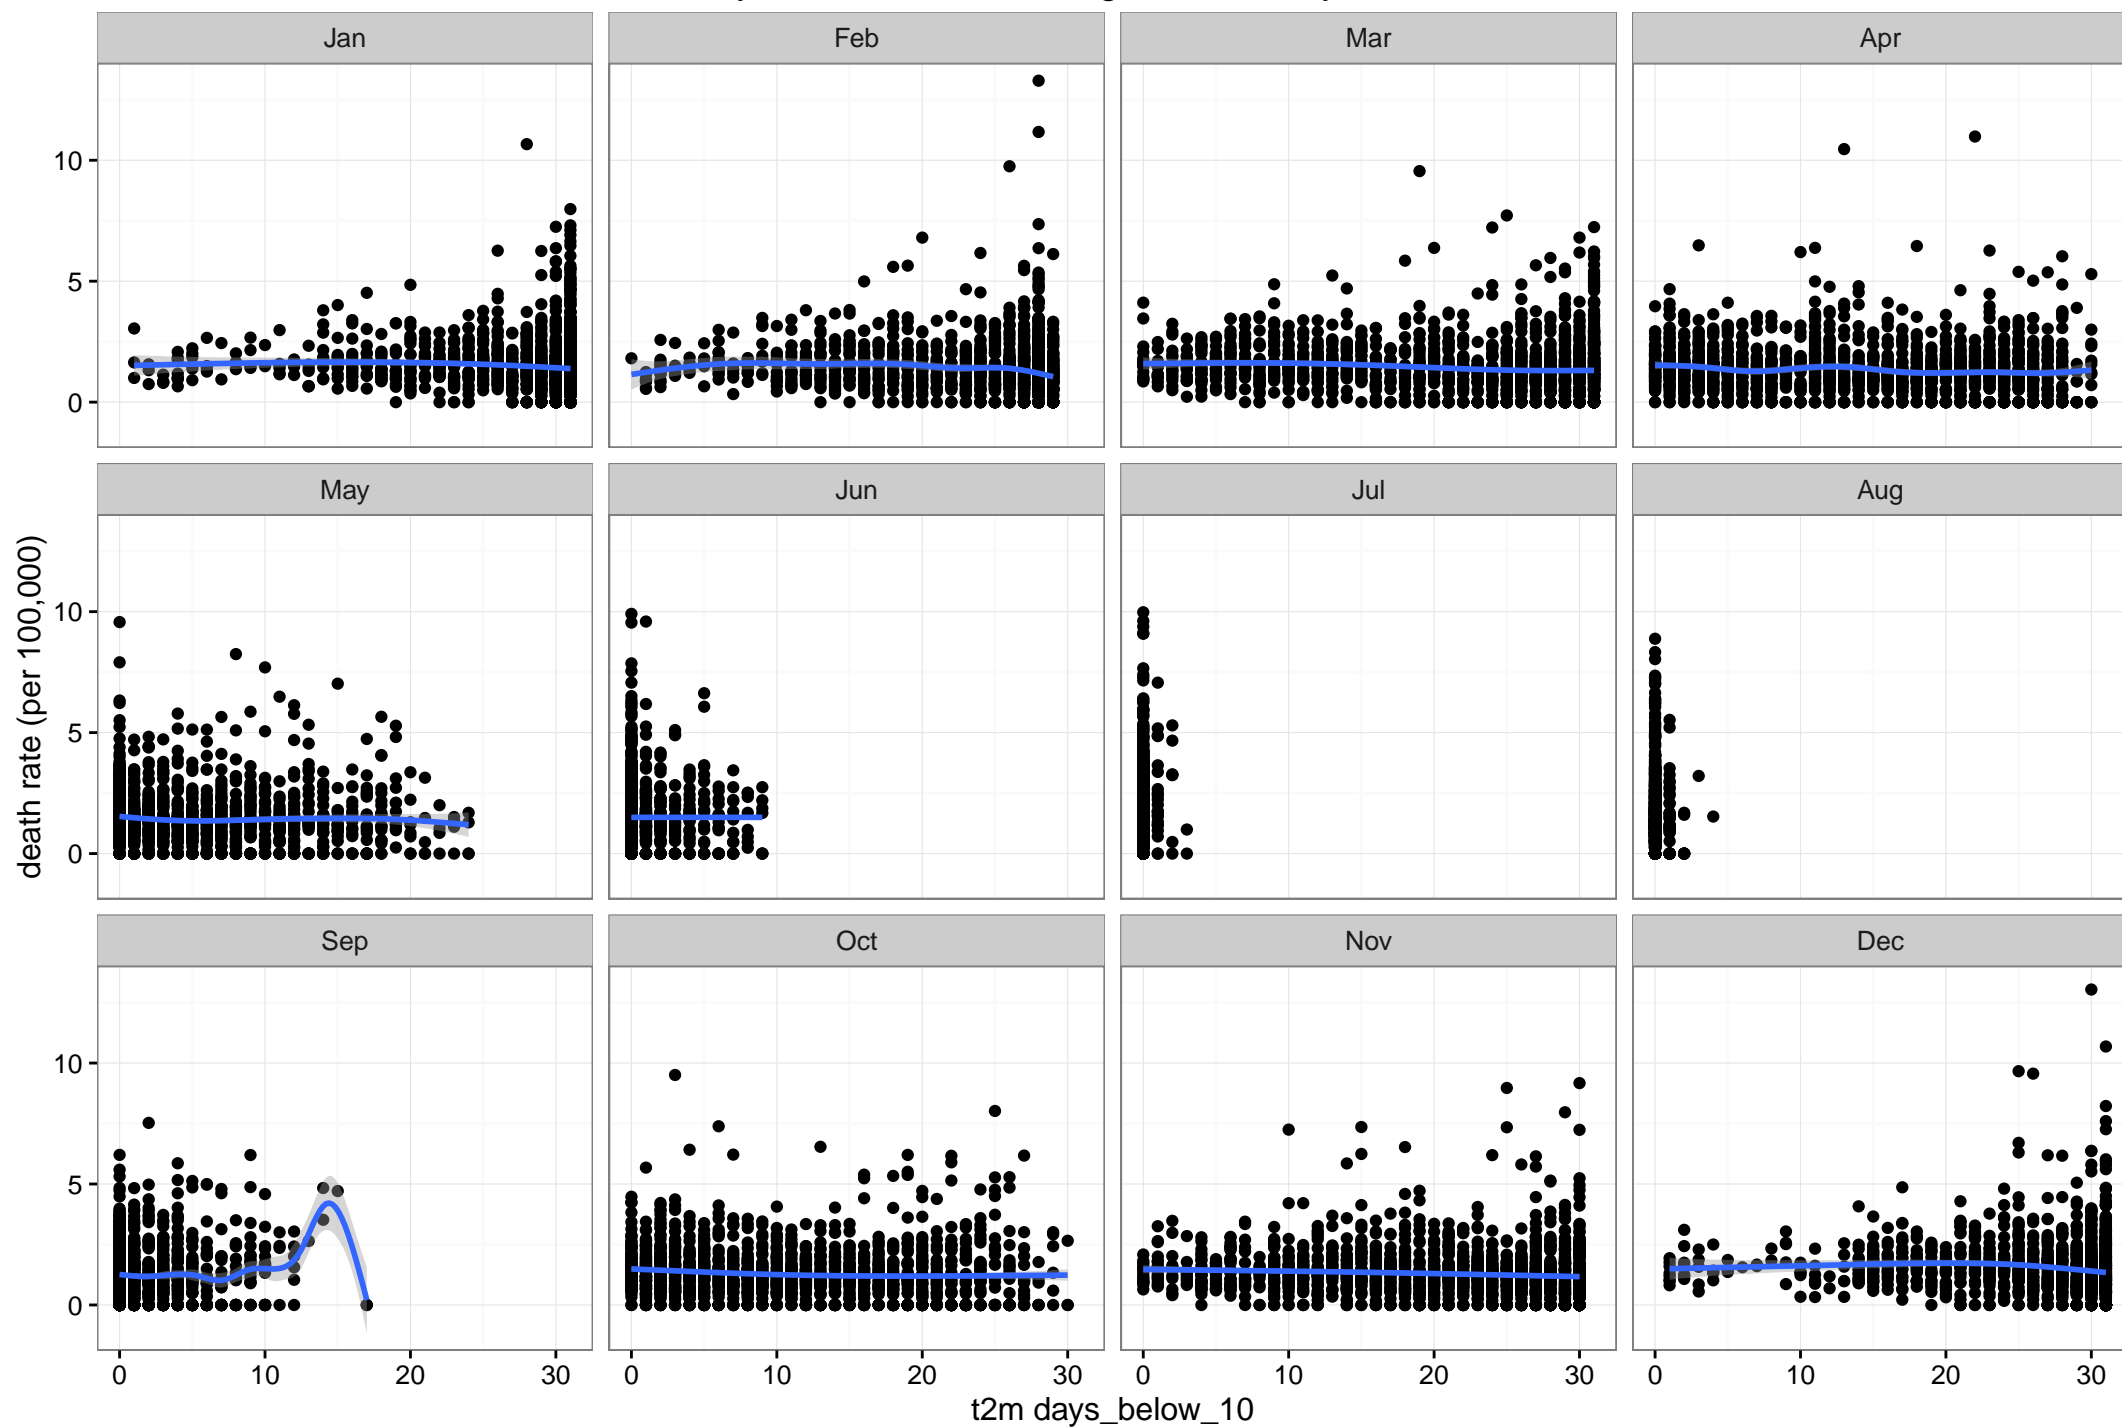 Jan Feb Mar Apr
10
5
0
May Jun Jul Aug
10
5
0
death rate (per 100,000)
Sep Oct Nov Dec
10
5
0
0 10 20 30 0 10 20 30 0 10 20 30 0 10 20 30
t2m days_below_10